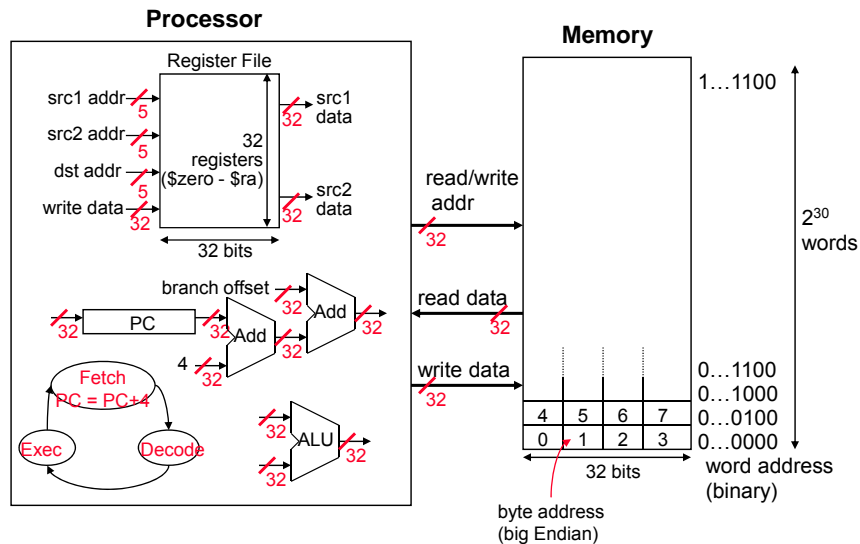 Processor
Memory
Register File
src1 addr
5
src2 addr
5
dst addr
5
write data
32
32
registers
($zero - $ra)
32 bits
32
src1
data
32
src2
data
branch offset
32
32
PC
32
Add
4
32
32
Add
32
Fetch
PC = PC+4
Exec
Decode
32
32
ALU
32
read/write
addr
32
read data
32
write data
32
1…1100
2³⁰
words
0…1100
0…1000
4 5 6 7
0…0100
0 1 2 3
0…0000
32 bits
word address
(binary)
byte address
(big Endian)